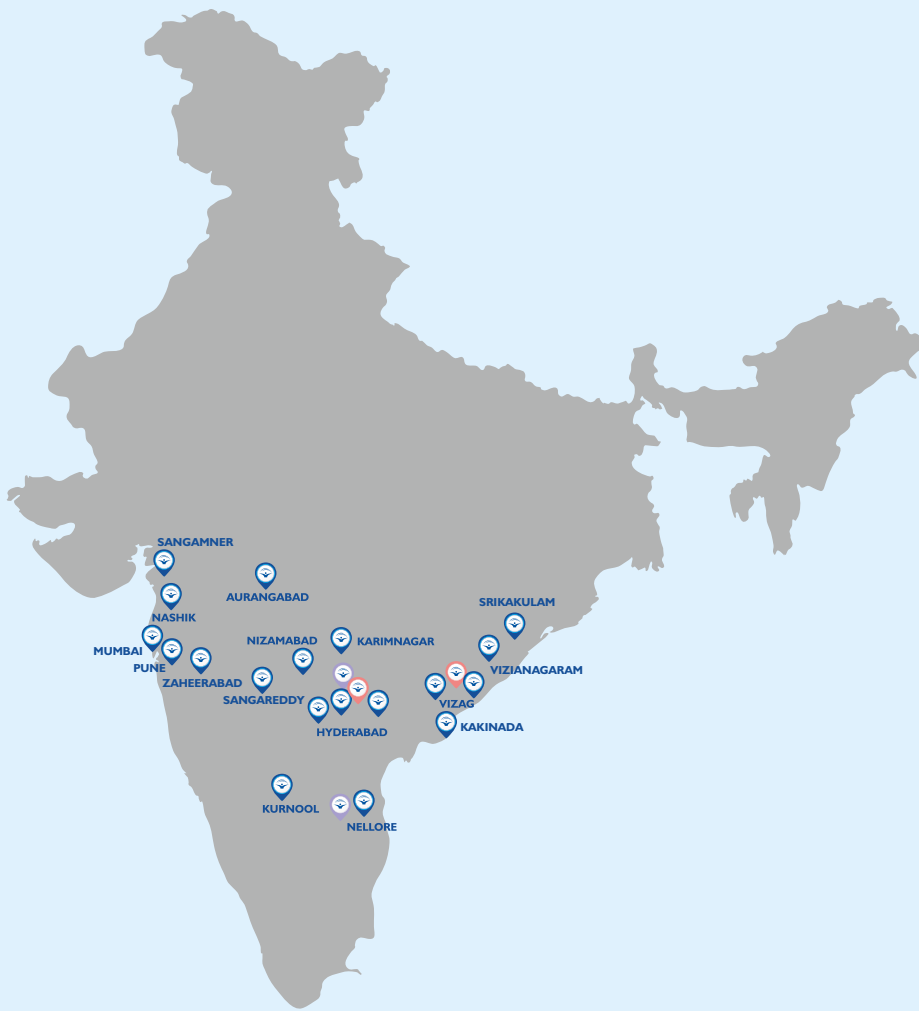 SANGAMNER
AURANGABAD
SRIKAKULAM
NASHIK
NIZAMABAD
KARIMNAGAR
MUMBAI
PUNE
VIZIANAGARAM
ZAHEERABAD
SANGAREDDY
VIZAG
HYDERABAD
KAKINADA
KURNOOL
NELLORE